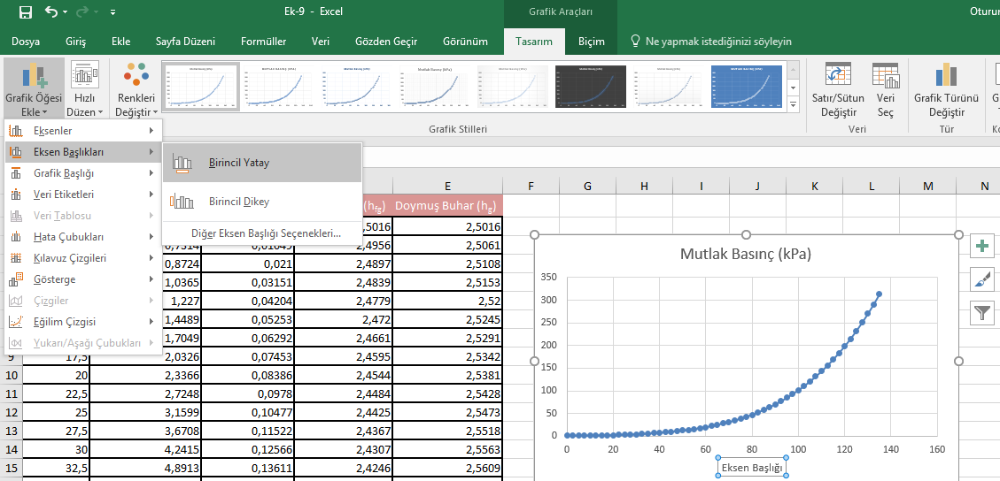 Ek-9 - Excel
Grafik Araçları
Oturun
Dosya Giriş Ekle Sayfa Düzeni Formüller Veri Gözden Geçir Görünüm Tasarım Biçim Ne yapmak istediğinizi söyleyin
Grafik Öğesi Ekle
Hızlı Düzen
Renkleri Değiştir
Satır/Sütun Değiştir
Veri Seç
Grafik Türünü Değiştir
Grafik Stilleri
Veri
Tür
Eksenler
Eksen Başlıkları
Grafik Başlığı
Veri Etiketleri
Veri Tablosu
Hata Çubukları
Kılavuz Çizgileri
Gösterge
Çizgiler
Eğilim Çizgisi
Yukarı/Aşağı Çubukları
Birincil Yatay
Birincil Dikey
Diğer Eksen Başlığı Seçenekleri...
E F G H I J K L M N
(hfg) Doymuş Buhar (hg)
,5016 2,5016
0,7514 0,01049 2,4956 2,5061
0,8724 0,021 2,4897 2,5108
1,0365 0,03151 2,4839 2,5153
1,227 0,04204 2,4779 2,52
1,4489 0,05253 2,472 2,5245
1,7049 0,06292 2,4661 2,5291
9 17,5 2,0326 0,07453 2,4595 2,5342
10 20 2,3366 0,08386 2,4544 2,5381
11 22,5 2,7248 0,0978 2,4484 2,5428
12 25 3,1599 0,10477 2,4425 2,5473
13 27,5 3,6708 0,11522 2,4367 2,5518
14 30 4,2415 0,12566 2,4307 2,5563
15 32,5 4,8913 0,13611 2,4246 2,5609
Mutlak Basınç (kPa)
350
300
250
200
150
100
50
0
0 20 40 60 80 100 120 140 160
Eksen Başlığı